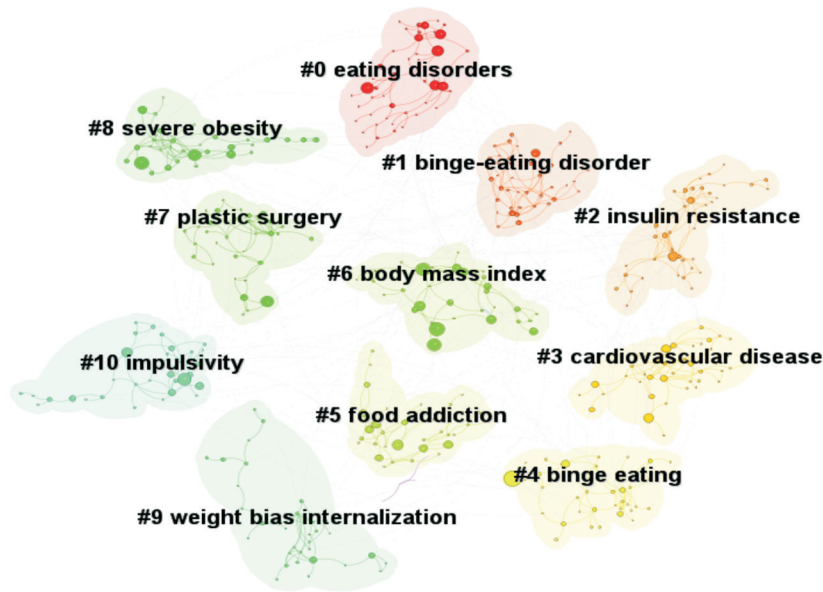 #0 eating disorders
#8 severe obesity
#1 binge-eating disorder
#7 plastic surgery
#2 insulin resistance
#6 body mass index
#3 cardiovascular disease
#10 impulsivity
#5 food addiction
#4 binge eating
#9 weight bias internalization